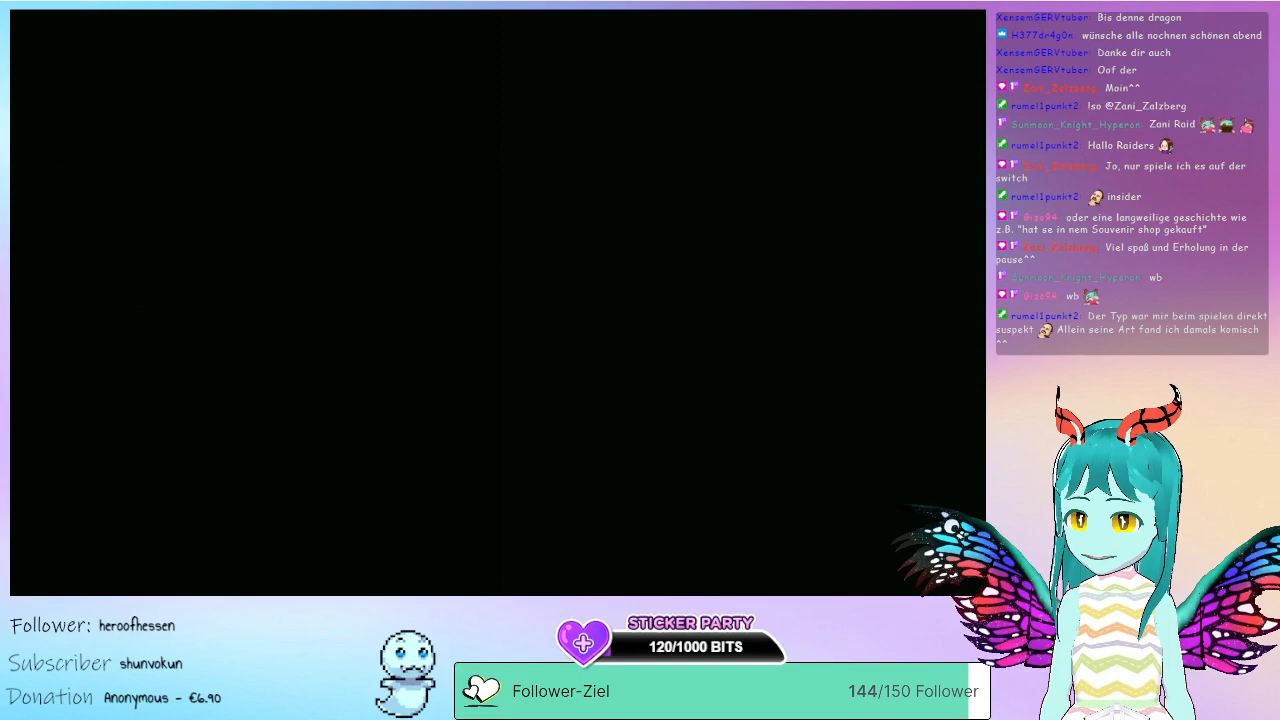 XensemGERVtuber: Bis denne dragon
H377dr4g0n: wünsche alle nochnen schönen abend
XensemGERVtuber: Danke dir auch
XensemGERVtuber: Oof der
Zani_Zalzberg: Moin^^
rumel1punkt2: !so @Zani_Zalzberg
Sunmoon_Knight_Hyperon: Zani Raid
rumel1punkt2: Hallo Raiders
Zani_Zalzberg: Jo, nur spiele ich es auf der
switch
rumel1punkt2: insider
Gizo94: oder eine langweilige geschichte wie
z.B. "hat se in nem Souvenir shop gekauft"
Zani_Zalzberg: Viel spaß und Erholung in der
pause^^
Sunmoon_Knight_Hyperon: wb
Gizo94: wb
rumel1punkt2: Der Typ war mir beim spielen direkt
suspekt Allein seine Art fand ich damals komisch
^^
Follower: heroofhessen
Subscriber shunvokun
Donation Anonymous - €6.90
STICKER PARTY
120/1000 BITS
Follower-Ziel 144/150 Follower